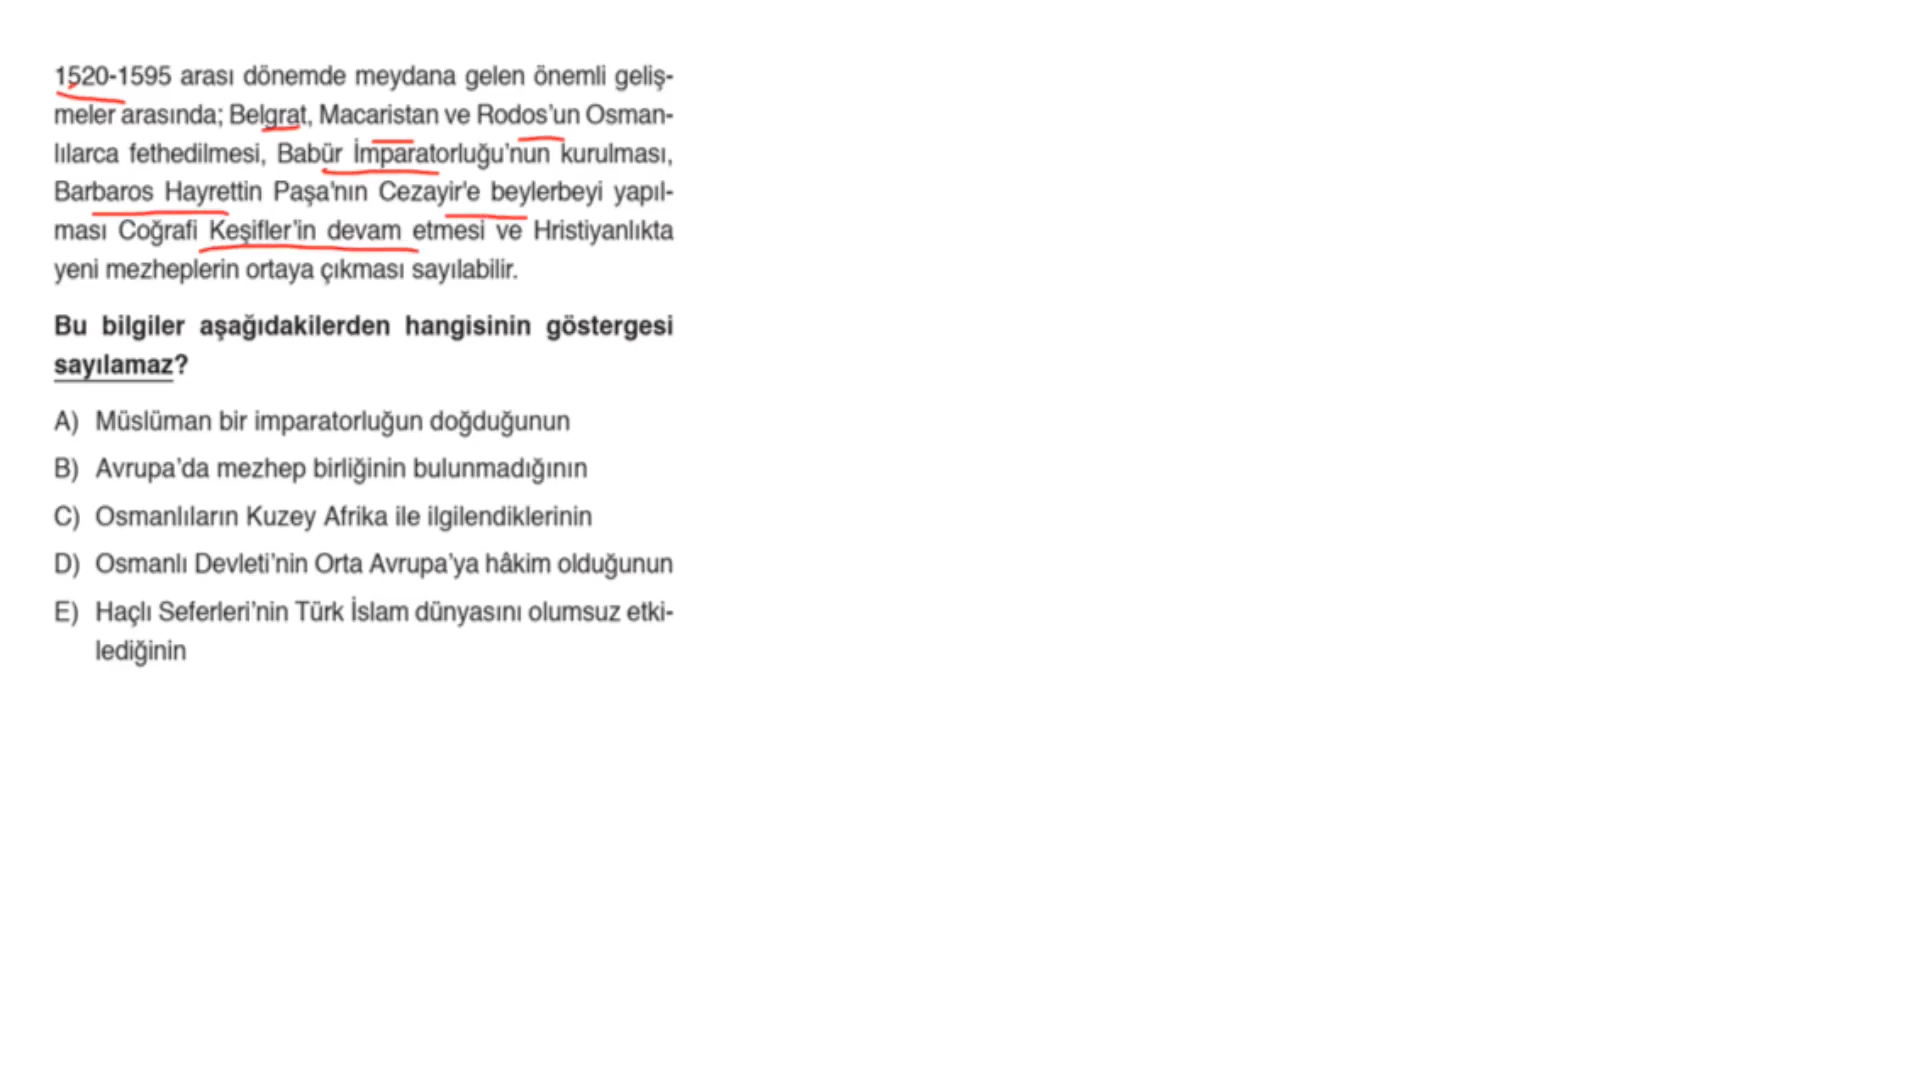 1520-1595 arası dönemde meydana gelen önemli geliş-
meler arasında; Belgrat, Macaristan ve Rodos'un Osman-
lılarca fethedilmesi, Babür İmparatorluğu'nun kurulması,
Barbaros Hayrettin Paşa'nın Cezayir'e beylerbeyi yapıl-
ması Coğrafi Keşifler'in devam etmesi ve Hristiyanlıkta
yeni mezheplerin ortaya çıkması sayılabilir.
Bu bilgiler aşağıdakilerden hangisinin göstergesi
sayılamaz?
A) Müslüman bir imparatorluğun doğduğunun
B) Avrupa'da mezhep birliğinin bulunmadığının
C) Osmanlıların Kuzey Afrika ile ilgilendiklerinin
D) Osmanlı Devleti'nin Orta Avrupa'ya hâkim olduğunun
E) Haçlı Seferleri'nin Türk İslam dünyasını olumsuz etki-
lediğinin